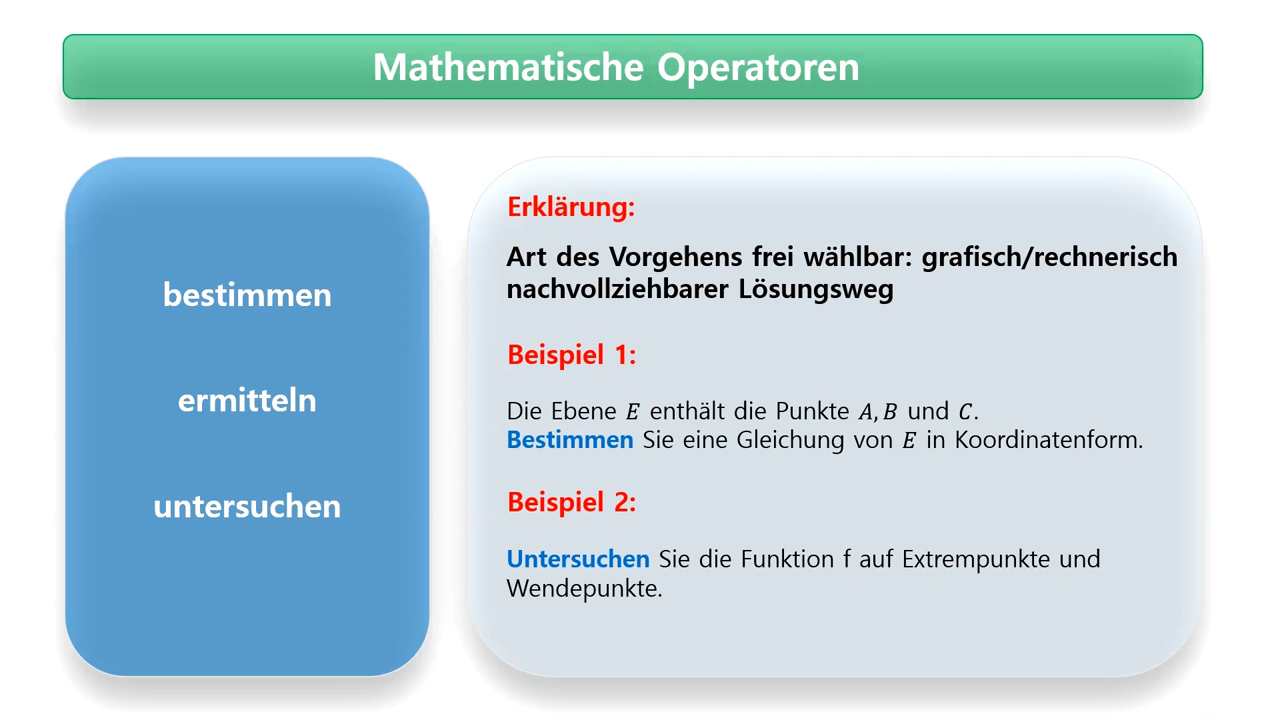 Mathematische Operatoren
bestimmen
ermitteln
untersuchen
Erklärung:
Art des Vorgehens frei wählbar: grafisch/rechnerisch
nachvollziehbarer Lösungsweg
Beispiel 1:
Die Ebene E enthält die Punkte A, B und C.
Bestimmen Sie eine Gleichung von E in Koordinatenform.
Beispiel 2:
Untersuchen Sie die Funktion f auf Extrempunkte und
Wendepunkte.